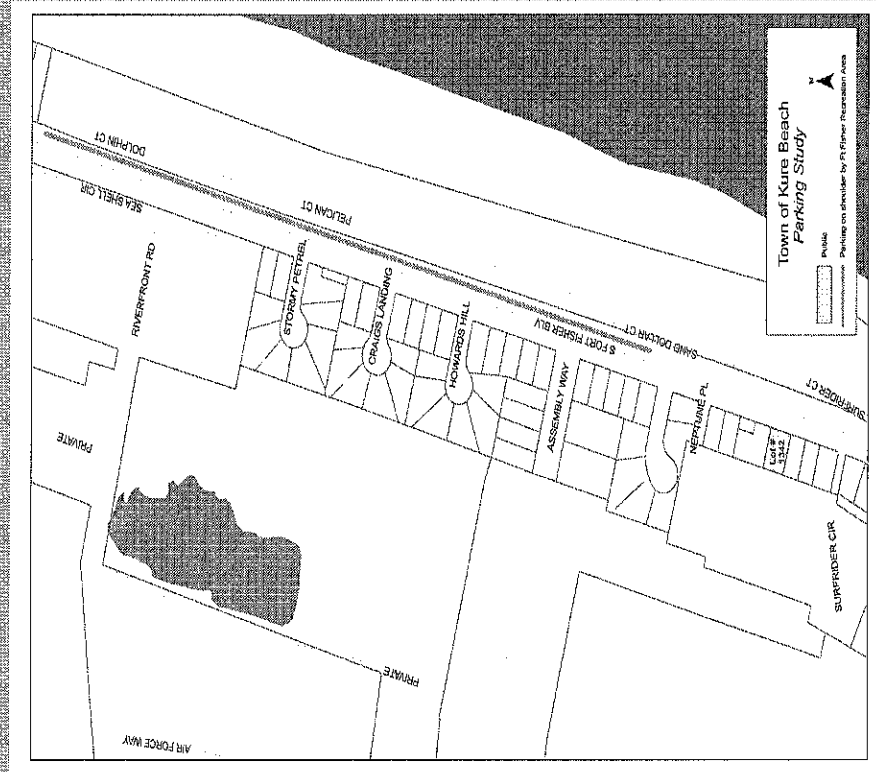 DOLPHIN CT
SEA SHELL CIR
RIVERFRONT RD
PELICAN CT
STORMY PETREL
CRAIGS LANDING
HOWARDS HILL
S FORT FISHER BLV
SAND DOLLAR CT
SURFRIDER CT
ASSEMBLY WAY
NEPTUNE PL
Lot #
1342
SURFRIDER CIR
PRIVATE
PRIVATE
AIR FORCE WAY
Town of Kure Beach
Parking Study
Public
Parking on shoulder by Ft Fisher Recreation Area